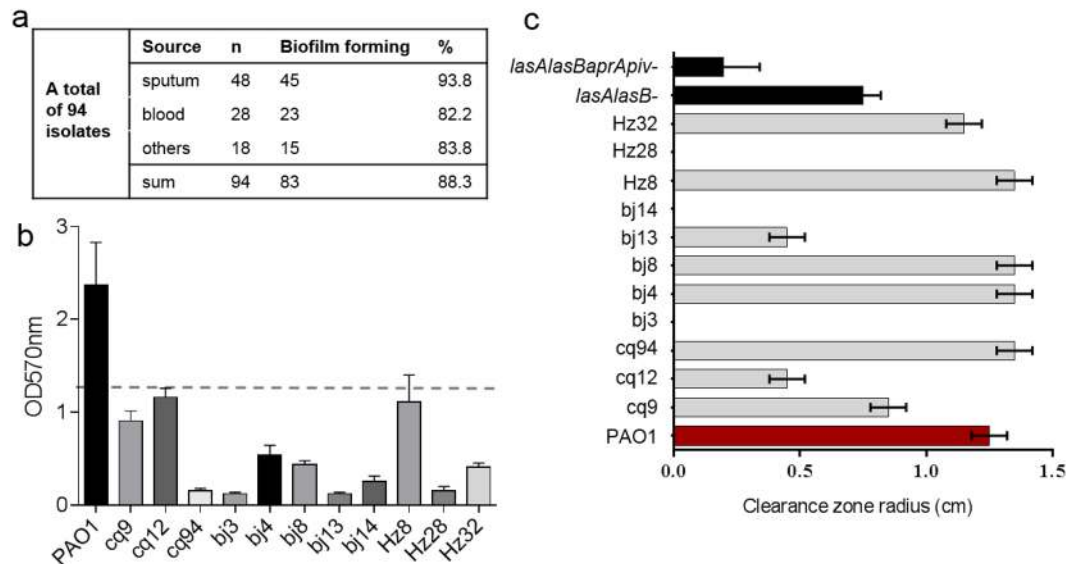 a
A total
of 94
isolates
Source n Biofilm forming %
sputum 48 45 93.8
blood 28 23 82.2
others 18 15 83.8
sum 94 83 88.3
b
3
2
1
0
OD570nm
PAO1 cq9 cq12 cq94 bj3 bj4 bj8 bj13 bj14 Hz8 Hz28 Hz32
c
lasAlasBaprApiv-
lasAlasB-
Hz32
Hz28
Hz8
bj14
bj13
bj8
bj4
bj3
cq94
cq12
cq9
PAO1
0.0 0.5 1.0 1.5
Clearance zone radius (cm)